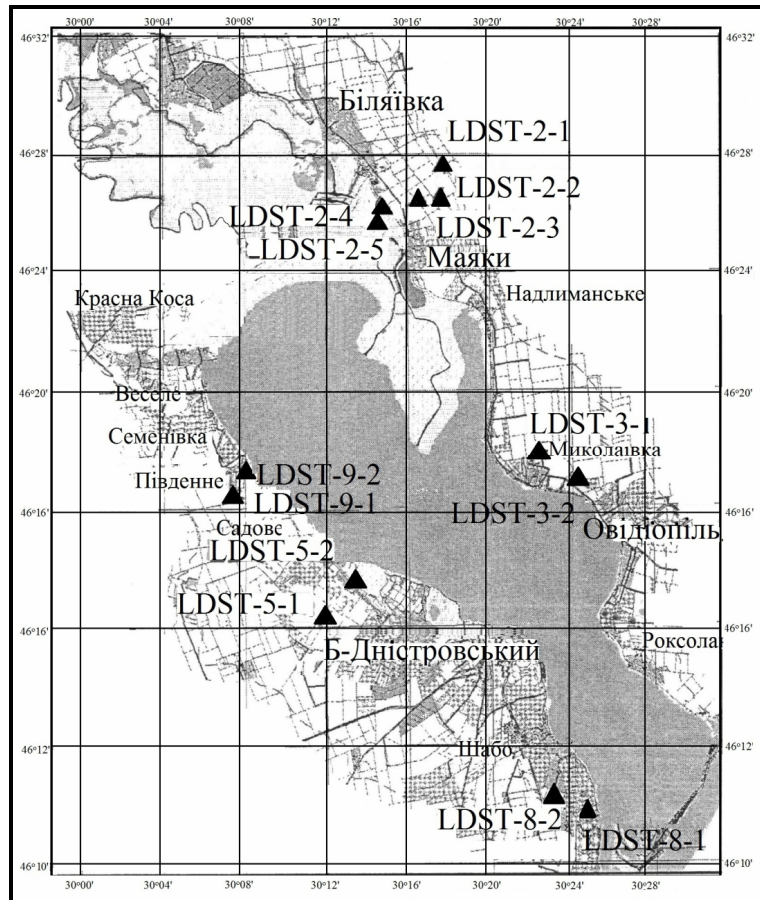 30°00' 30°04' 30°08' 30°12' 30°16' 30°20' 30°24' 30°28'
46°32' 46°32'
Біляївка
LDST-2-1
46°28' 46°28'
LDST-2-2
LDST-2-4
LDST-2-3
LDST-2-5
Маяки
46°24' 46°24'
Надлиманське
Красна Коса
46°20' 46°20'
Веселе
LDST-3-1
Семенівка
Миколаївка
LDST-9-2
Південне
LDST-9-1
LDST-3-2
46°16' 46°16'
Садове
Овідіопіль
LDST-5-2
LDST-5-1
46°16' 46°16'
Роксола
Б-Дністровський
46°12' 46°12'
Шабо
LDST-8-2
LDST-8-1
46°10' 46°10'
30°00' 30°04' 30°08' 30°12' 30°16' 30°20' 30°24' 30°28'